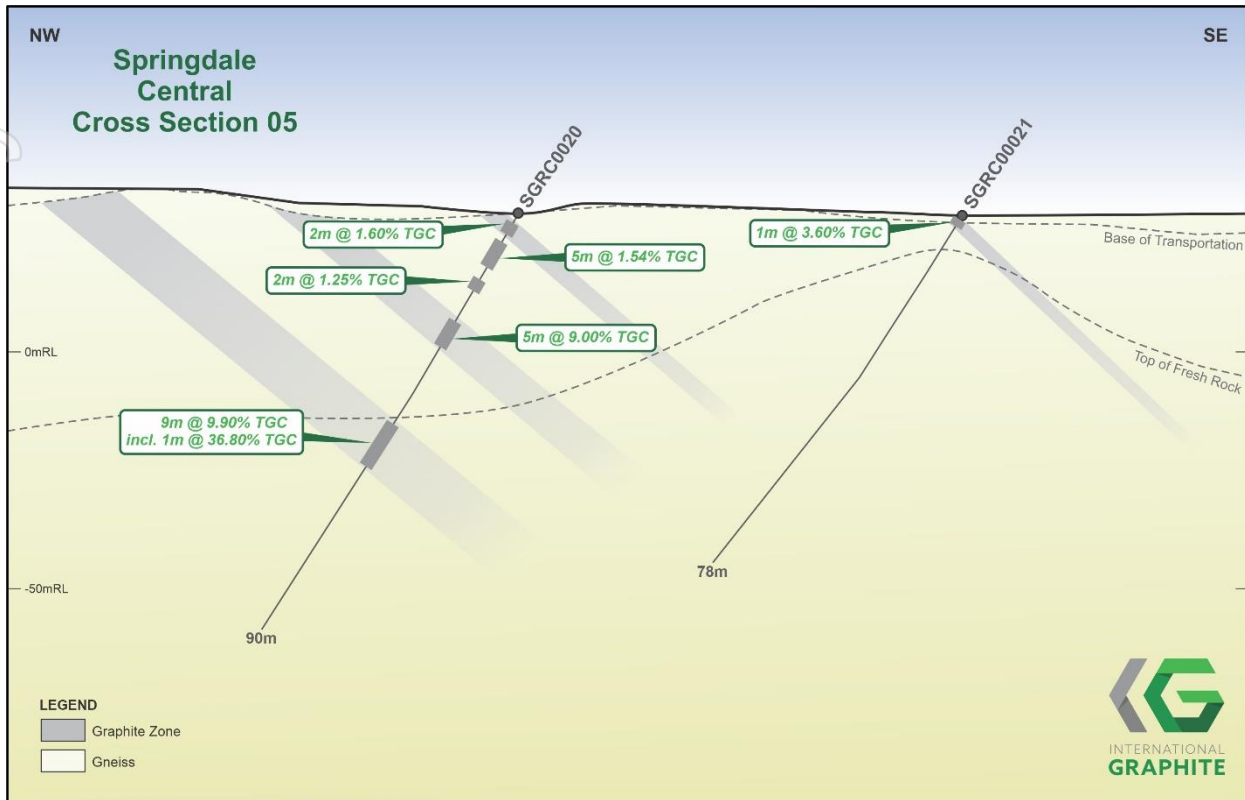 NW
SE
Springdale
Central
Cross Section 05
SGRC0020
SGRC00021
2m @ 1.60% TGC
1m @ 3.60% TGC
Base of Transportation
5m @ 1.54% TGC
2m @ 1.25% TGC
5m @ 9.00% TGC
0mRL
Top of Fresh Rock
9m @ 9.90% TGC
incl. 1m @ 36.80% TGC
78m
-50mRL
90m
LEGEND
Graphite Zone
Gneiss
INTERNATIONAL
GRAPHITE